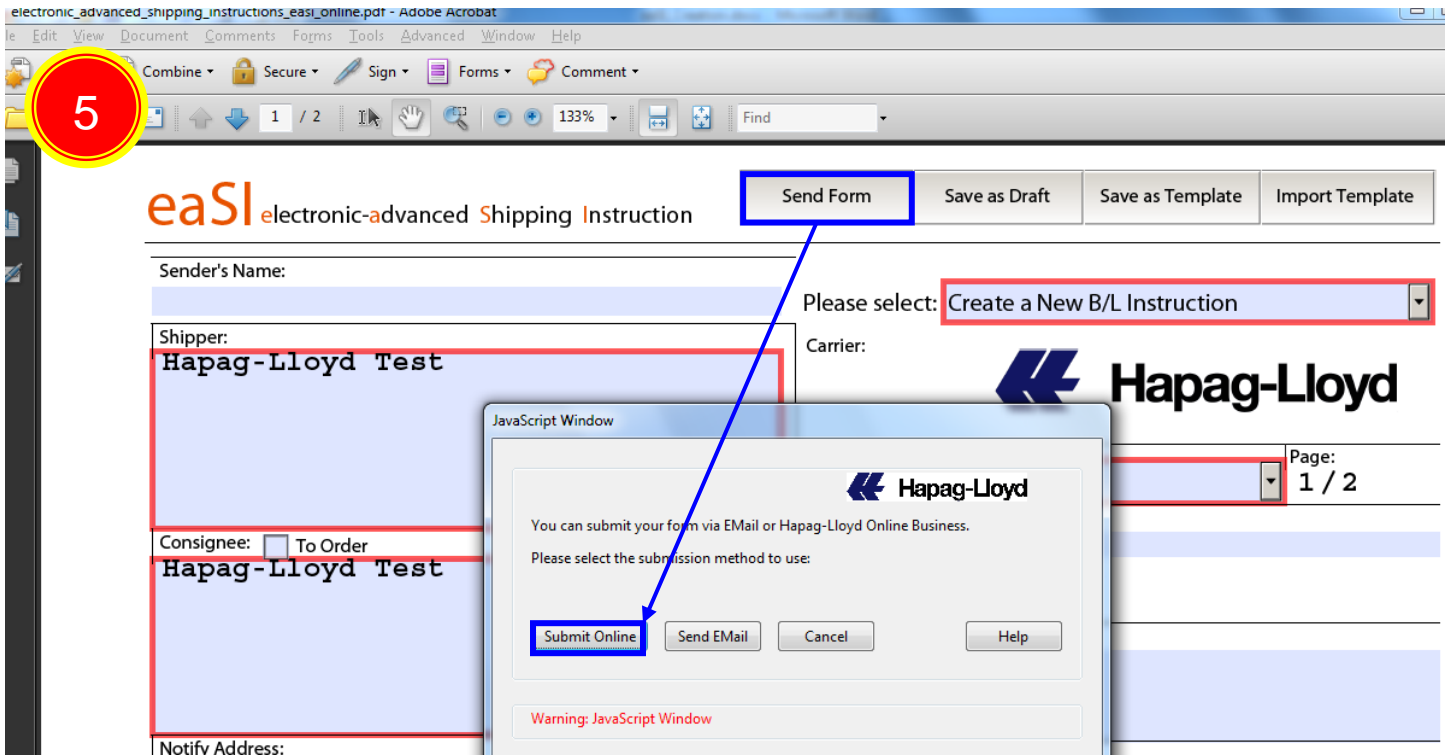 electronic_advanced_shipping_instructions_easi_online.pdf - Adobe Acrobat
Edit View Document Comments Forms Tools Advanced Window Help
Combine Secure Sign Forms Comment
5
1 / 2 133% Find
eaSI electronic-advanced Shipping Instruction
Send Form Save as Draft Save as Template Import Template
Sender's Name:
Please select: Create a New B/L Instruction
Shipper:
Hapag-Lloyd Test
Carrier:
Hapag-Lloyd
Page:
1 / 2
Consignee: To Order
Hapag-Lloyd Test
Notify Address:
JavaScript Window
Hapag-Lloyd
You can submit your form via EMail or Hapag-Lloyd Online Business.
Please select the submission method to use:
Submit Online Send EMail Cancel Help
Warning: JavaScript Window